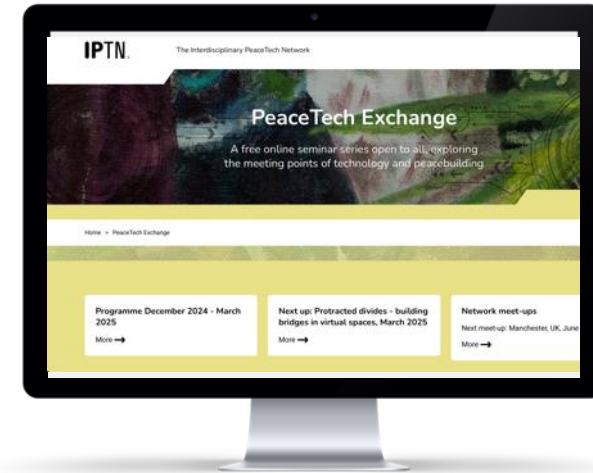 IPTN.
The Interdisciplinary PeaceTech Network
PeaceTech Exchange
A free online seminar series open to all, exploring
the meeting points of technology and peacebuilding
Home > PeaceTech Exchange
Programme December 2024 - March
2025
More →
Next up: Protracted divides - building
bridges in virtual spaces, March 2025
More →
Network meet-ups
Next meet-up: Manchester, UK, June
More →